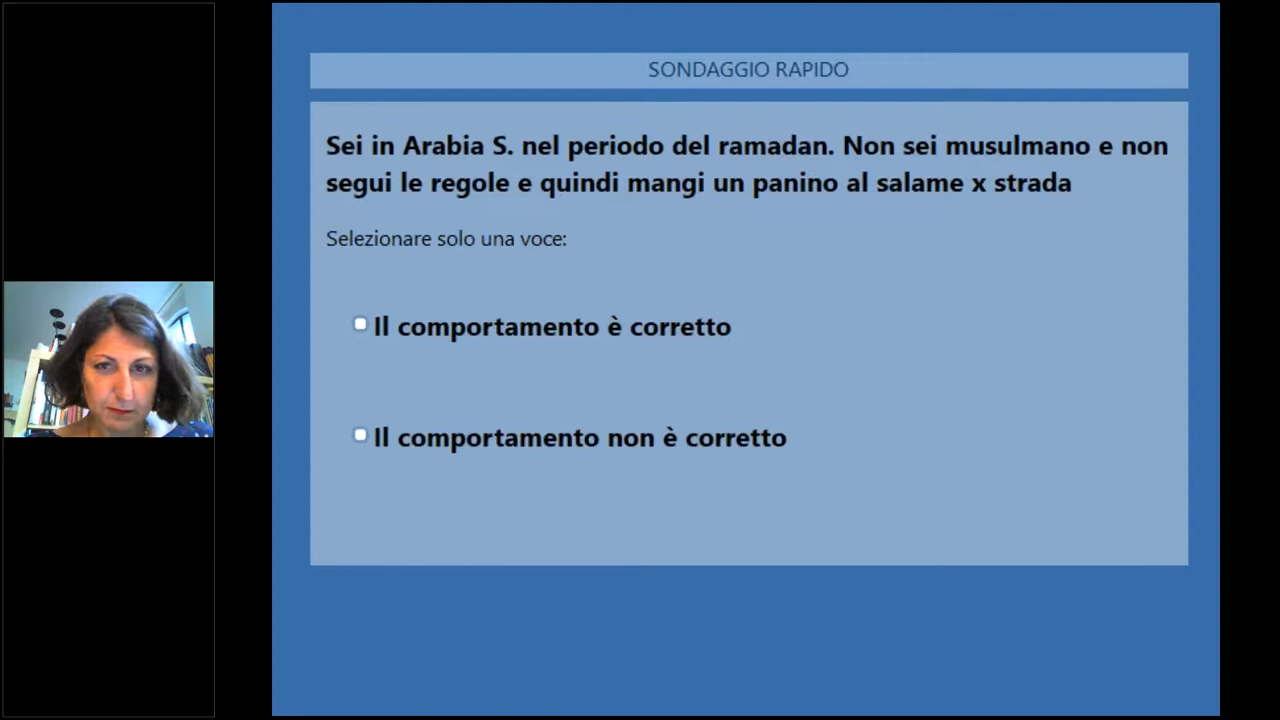 SONDAGGIO RAPIDO
Sei in Arabia S. nel periodo del ramadan. Non sei musulmano e non
segui le regole e quindi mangi un panino al salame x strada
Selezionare solo una voce:
Il comportamento è corretto
Il comportamento non è corretto